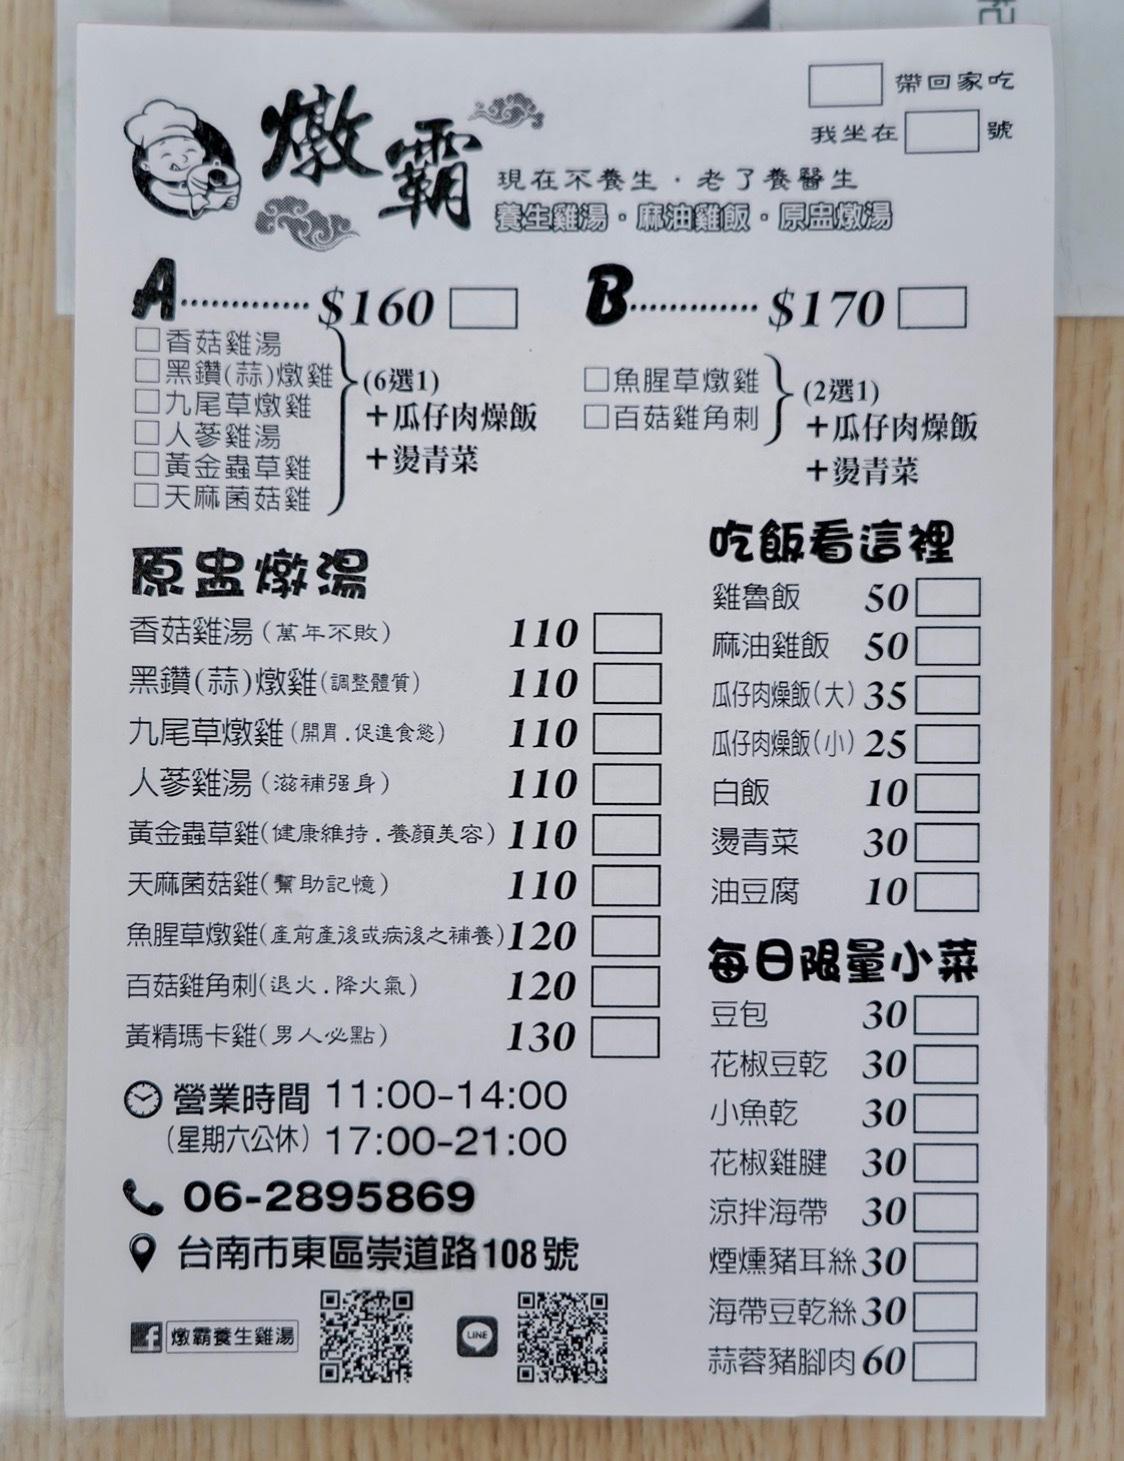 帶回家吃
我坐在 號
燉霸
現在不養生．老了養醫生
養生雞湯・麻油雞飯・原盅燉湯
A............$160
□香菇雞湯
□黑鑽(蒜)燉雞
□九尾草燉雞
□人蔘雞湯
□黃金蟲草雞
□天麻菌菇雞
(6選1)
+瓜仔肉燥飯
+燙青菜
B............$170
□魚腥草燉雞
□百菇雞角刺
(2選1)
+瓜仔肉燥飯
+燙青菜
原盅燉湯
香菇雞湯(萬年不敗) 110
黑鑽(蒜)燉雞(調整體質) 110
九尾草燉雞(開胃.促進食慾) 110
人蔘雞湯(滋補强身) 110
黃金蟲草雞(健康維持.養顏美容) 110
天麻菌菇雞(幫助記憶) 110
魚腥草燉雞(產前產後或病後之補養) 120
百菇雞角刺(退火.降火氣) 120
黃精瑪卡雞(男人必點) 130
營業時間 11:00-14:00
(星期六公休) 17:00-21:00
06-2895869
台南市東區崇道路108號
f 燉霸養生雞湯
LINE
吃飯看這裡
雞魯飯 50
麻油雞飯 50
瓜仔肉燥飯(大) 35
瓜仔肉燥飯(小) 25
白飯 10
燙青菜 30
油豆腐 10
每日限量小菜
豆包 30
花椒豆乾 30
小魚乾 30
花椒雞腱 30
涼拌海帶 30
煙燻豬耳絲 30
海帶豆乾絲 30
蒜蓉豬腳肉 60